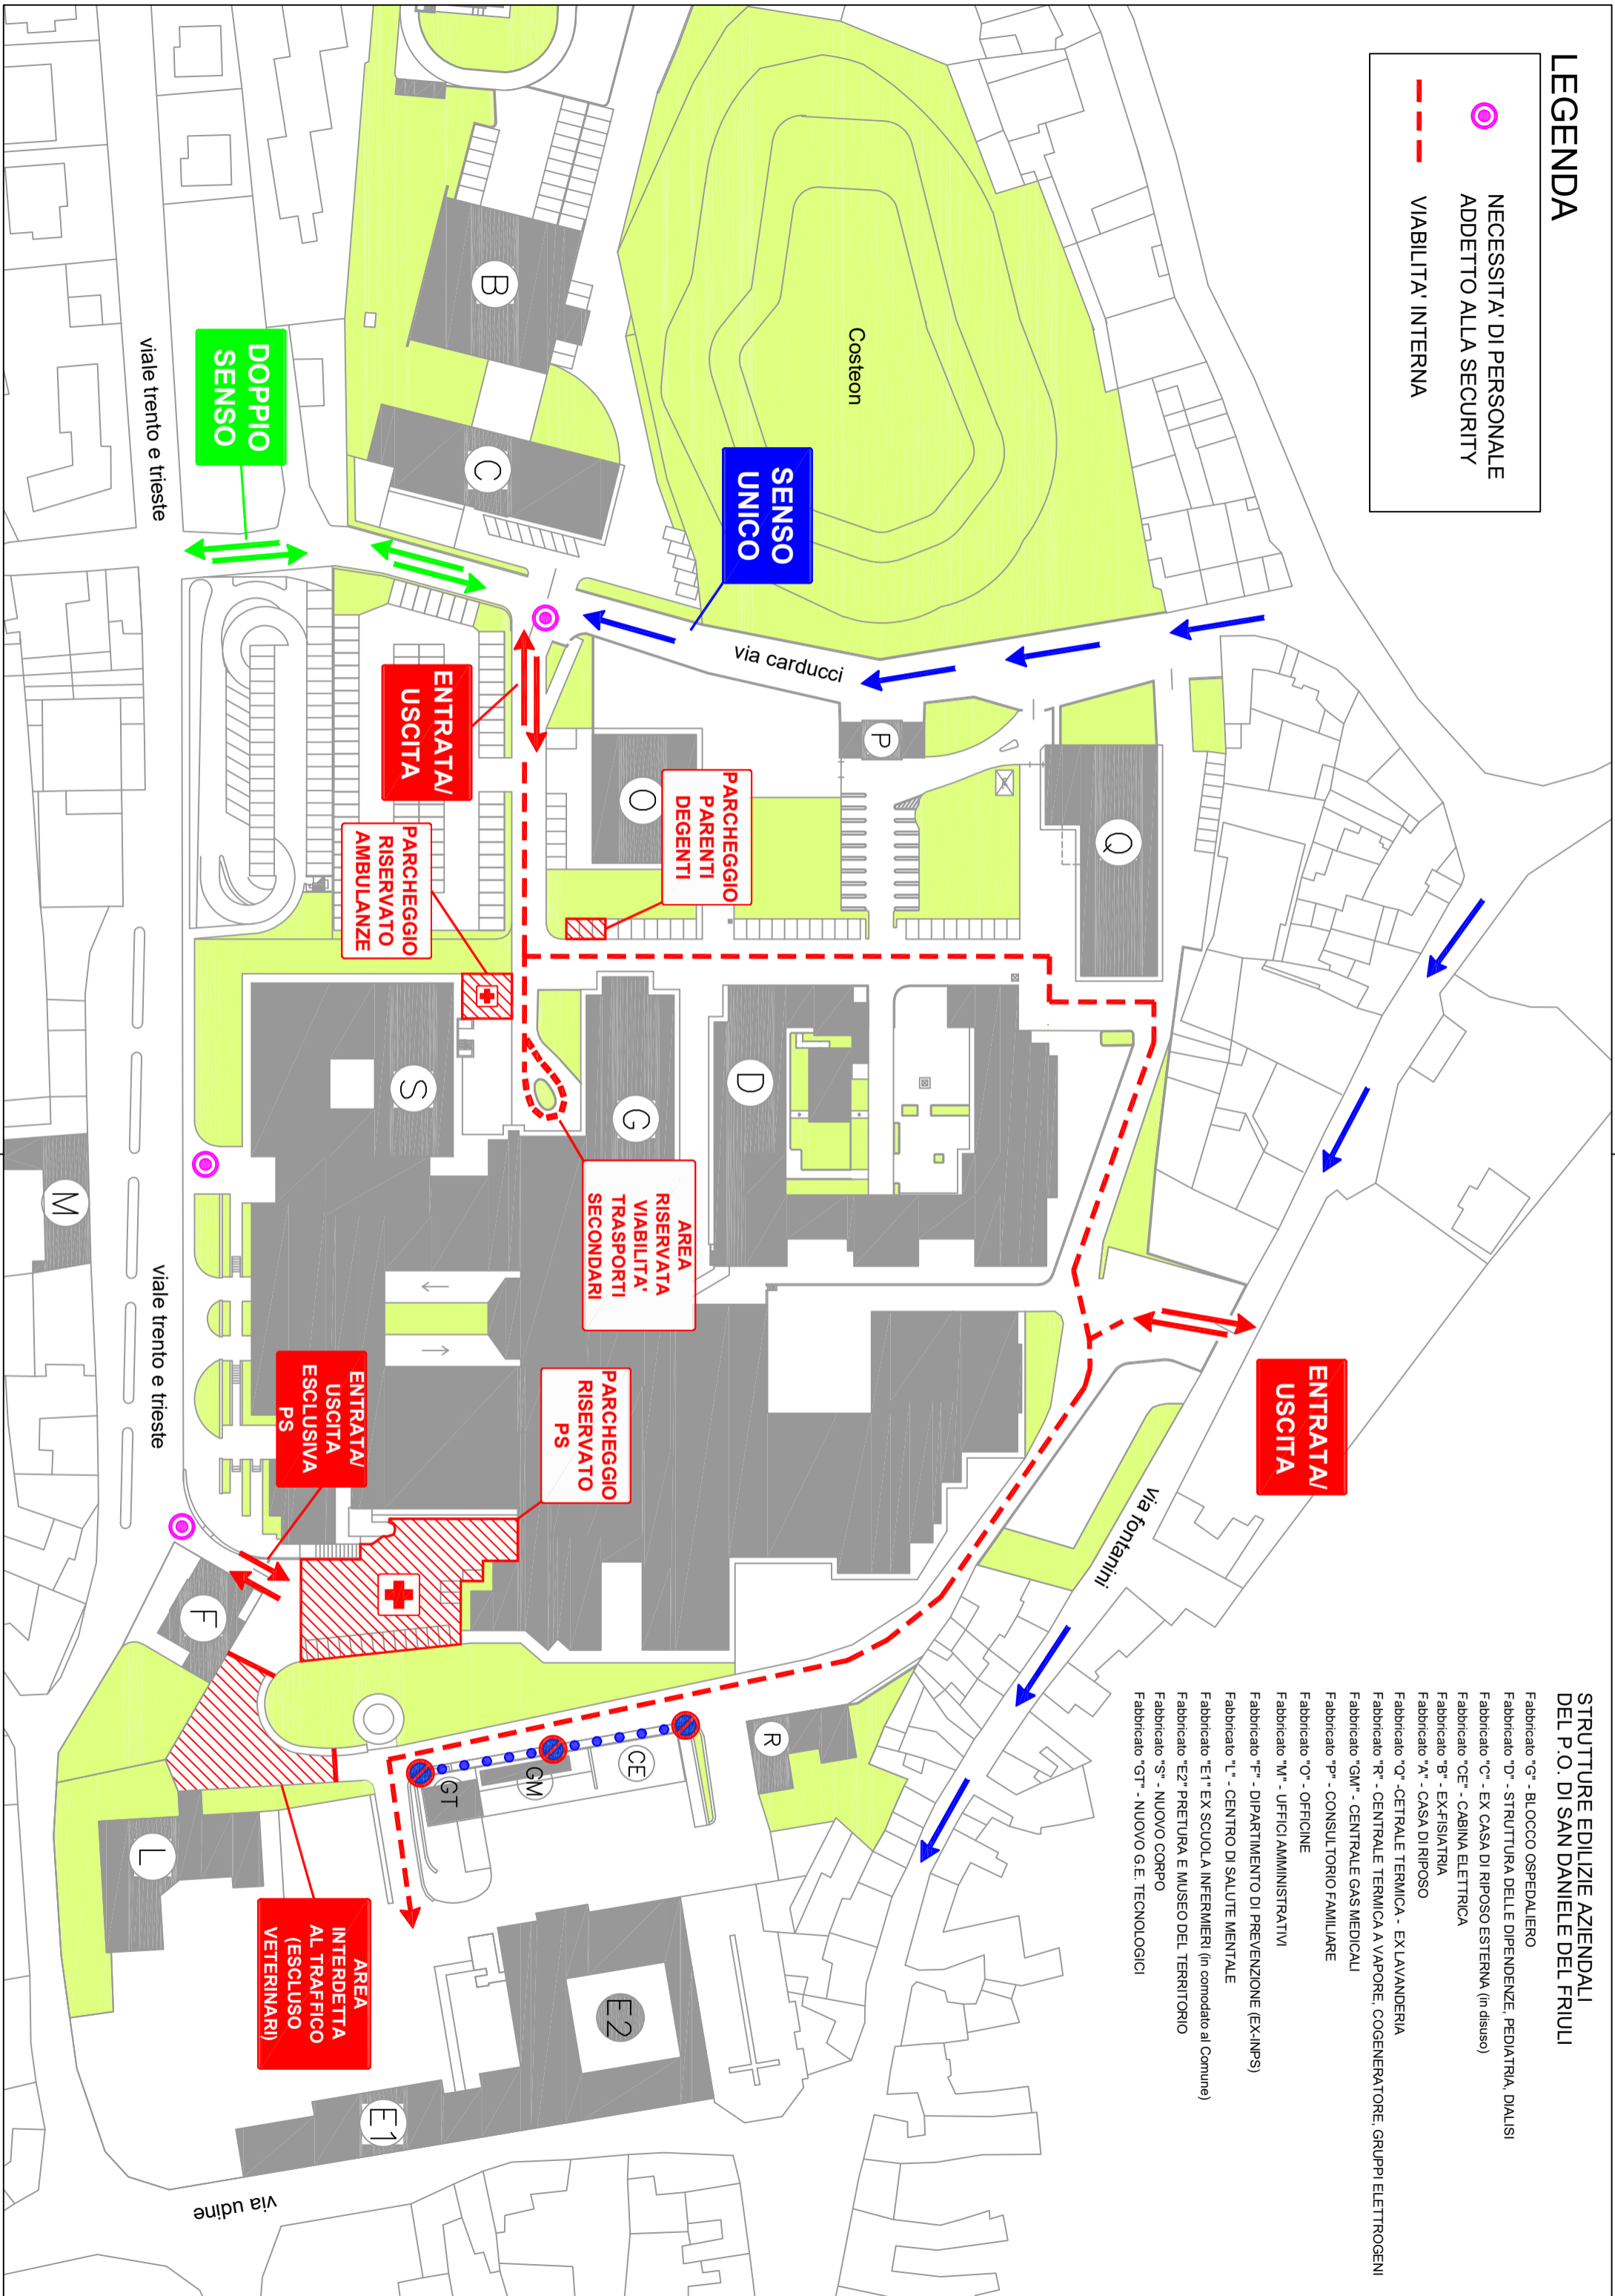 LEGENDA
NECESSITA' DI PERSONALE
ADDETTO ALLA SECURITY
VIABILITA' INTERNA
STRUTTURE EDILIZIE AZIENDALI
DEL P.O. DI SAN DANIELE DEL FRIULI
Fabbricato "G" - BLOCCO OSPEDALIERO
Fabbricato "D" - STRUTTURA DELLE DIPENDENZE, PEDIATRIA, DIALISI
Fabbricato "C" - EX CASA DI RIPOSO ESTERNA (in disuso)
Fabbricato "CE" - CABINA ELETTRICA
Fabbricato "B" - EX-FISIATRIA
Fabbricato "A" - CASA DI RIPOSO
Fabbricato "Q" -CETRALE TERMICA - EX LAVANDERIA
Fabbricato "R" - CENTRALE TERMICA A VAPORE, COGENERATORE, GRUPPI ELETTROGENI
Fabbricato "GM" - CENTRALE GAS MEDICALI
Fabbricato "P" - CONSULTORIO FAMILIARE
Fabbricato "O" - OFFICINE
Fabbricato "M" - UFFICI AMMINISTRATIVI
Fabbricato "F" - DIPARTIMENTO DI PREVENZIONE (EX-INPS)
Fabbricato "L" - CENTRO DI SALUTE MENTALE
Fabbricato "E1" EX SCUOLA INFERMIERI (in comodato al Comune)
Fabbricato "E2" PRETURA E MUSEO DEL TERRITORIO
Fabbricato "S" - NUOVO CORPO
Fabbricato "GT" - NUOVO G.E. TECNOLOGICI
Costeon
SENSO
UNICO
via carducci
B
C
DOPPIO
SENSO
viale trento e trieste
ENTRATA/
USCITA
P
Q
O
PARCHEGGIO
PARENTI
DEGENTI
PARCHEGGIO
RISERVATO
AMBULANZE
S
G
D
AREA
RISERVATA
VIABILITA'
TRASPORTI
SECONDARI
M
viale trento e trieste
ENTRATA/
USCITA
via fontanini
PARCHEGGIO
RISERVATO
PS
ENTRATA/
USCITA
ESCLUSIVA
PS
F
R
CE
GM
GT
L
AREA
INTERDETTA
AL TRAFFICO
(ESCLUSO
VETERINARI)
E2
E1
via udine